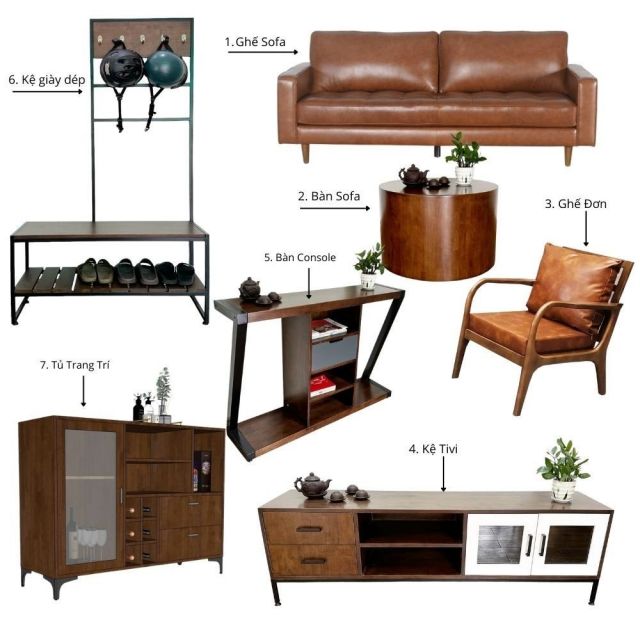 1.Ghế Sofa
6. Kệ giày dép
2. Bàn Sofa
3. Ghế Đơn
5. Bàn Console
7. Tủ Trang Trí
4. Kệ Tivi